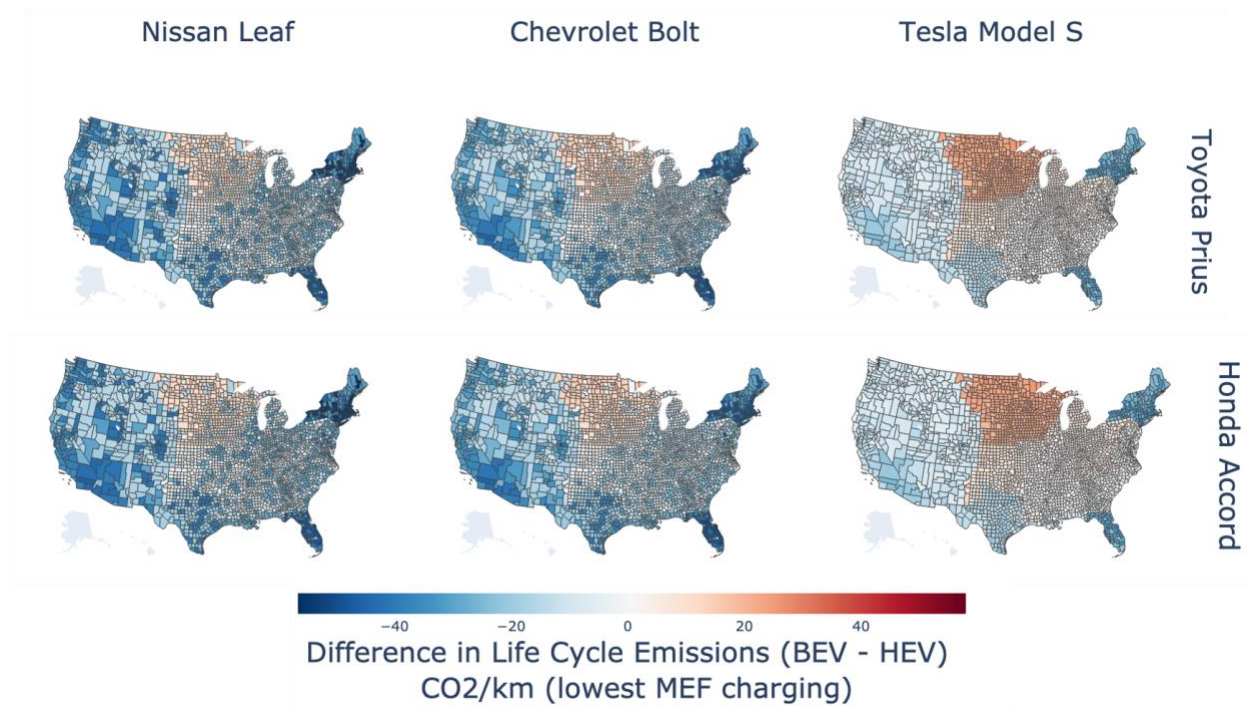 Nissan Leaf
Chevrolet Bolt
Tesla Model S
Toyota Prius
Honda Accord
−40
−20
0
20
40
Difference in Life Cycle Emissions (BEV - HEV)
CO2/km (lowest MEF charging)